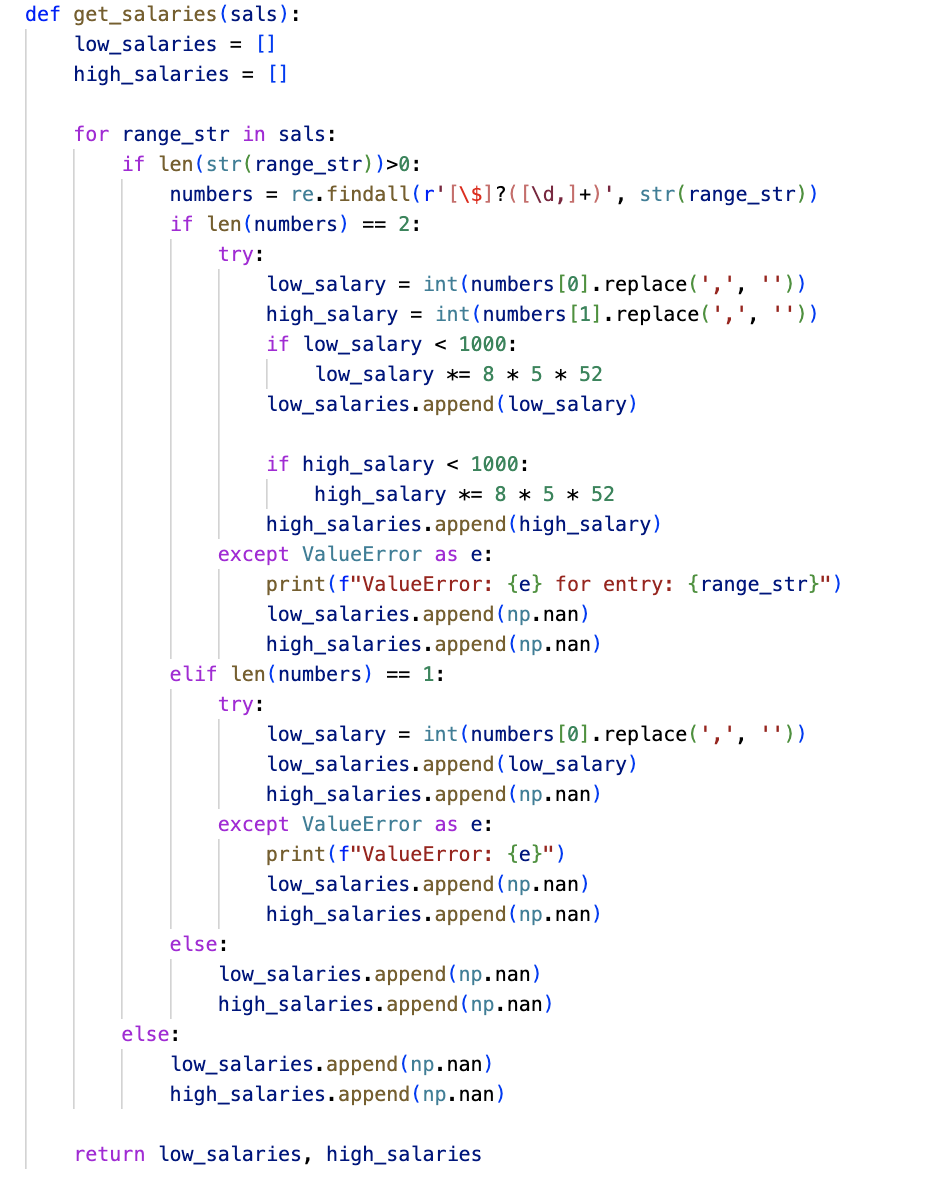 def get_salaries(sals):
    low_salaries = []
    high_salaries = []

    for range_str in sals:
        if len(str(range_str))>0:
            numbers = re.findall(r'[\$]?([\d,]+)', str(range_str))
            if len(numbers) == 2:
                try:
                    low_salary = int(numbers[0].replace(',', ''))
                    high_salary = int(numbers[1].replace(',', ''))
                    if low_salary < 1000:
                        low_salary *= 8 * 5 * 52
                    low_salaries.append(low_salary)

                    if high_salary < 1000:
                        high_salary *= 8 * 5 * 52
                    high_salaries.append(high_salary)
                except ValueError as e:
                    print(f"ValueError: {e} for entry: {range_str}")
                    low_salaries.append(np.nan)
                    high_salaries.append(np.nan)
            elif len(numbers) == 1:
                try:
                    low_salary = int(numbers[0].replace(',', ''))
                    low_salaries.append(low_salary)
                    high_salaries.append(np.nan)
                except ValueError as e:
                    print(f"ValueError: {e}")
                    low_salaries.append(np.nan)
                    high_salaries.append(np.nan)
            else:
                low_salaries.append(np.nan)
                high_salaries.append(np.nan)
        else:
            low_salaries.append(np.nan)
            high_salaries.append(np.nan)

    return low_salaries, high_salaries